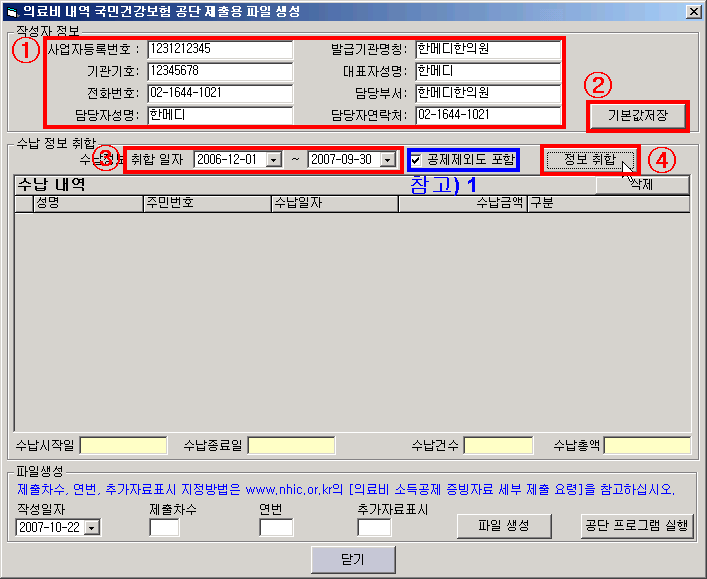 의료비 내역 국민건강보험 공단 제출용 파일 생성
작성자 정보
① 사업자등록번호 : 1231212345 발급기관명칭: 한메디한의원
기관기호: 12345678 대표자성명: 한메디
전화번호: 02-1644-1021 담당부서: 한메디한의원
담당자성명: 한메디 담당자연락처: 02-1644-1021
② 기본값저장
수납 정보 취합
수납정보 취합 일자 ③ 2006-12-01 ~ 2007-09-30 공제제외도 포함 정보 취합 ④
참고) 1
수납 내역 삭제
성명 주민번호 수납일자 수납금액 구분
수납시작일 수납종료일 수납건수 수납총액
파일생성
제출차수, 연번, 추가자료표시 지정방법은 www.nhic.or.kr의 [의료비 소득공제 증빙자료 세부 제출 요령]을 참고하십시오.
작성일자 제출차수 연번 추가자료표시
2007-10-22 파일 생성 공단 프로그램 실행
닫기